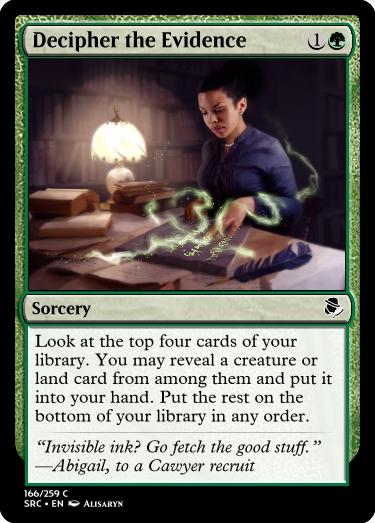 Decipher the Evidence 1
Sorcery
Look at the top four cards of your
library. You may reveal a creature or
land card from among them and put it
into your hand. Put the rest on the
bottom of your library in any order.
“Invisible ink? Go fetch the good stuff.”
—Abigail, to a Cawyer recruit
166/259 C
SRC • EN Alisaryn